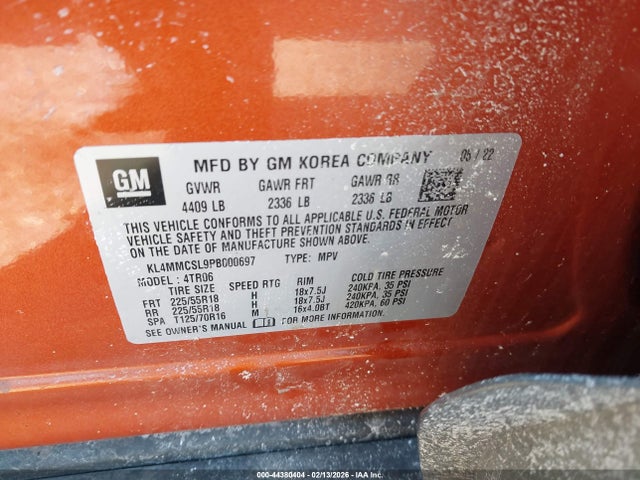 GM
MFD BY GM KOREA COMPANY 05 / 22
GVWR GAWR FRT GAWR RR
4409 LB 2336 LB 2336 LB
THIS VEHICLE CONFORMS TO ALL APPLICABLE U.S. FEDERAL MOTOR
VEHICLE SAFETY AND THEFT PREVENTION STANDARDS IN EFFECT
ON THE DATE OF MANUFACTURE SHOWN ABOVE.
KL4MMCSL9PB000697 TYPE: MPV
MODEL: 4TR06
TIRE SIZE SPEED RTG RIM COLD TIRE PRESSURE
FRT 225/55R18 H 18x7.5J 240KPA, 35 PSI
RR 225/55R18 H 18x7.5J 240KPA, 35 PSI
SPA T125/70R16 M 16x4.0BT 420KPA, 60 PSI
SEE OWNER'S MANUAL FOR MORE INFORMATION.
000-44380404 - 02/13/2026 - IAAI.COM